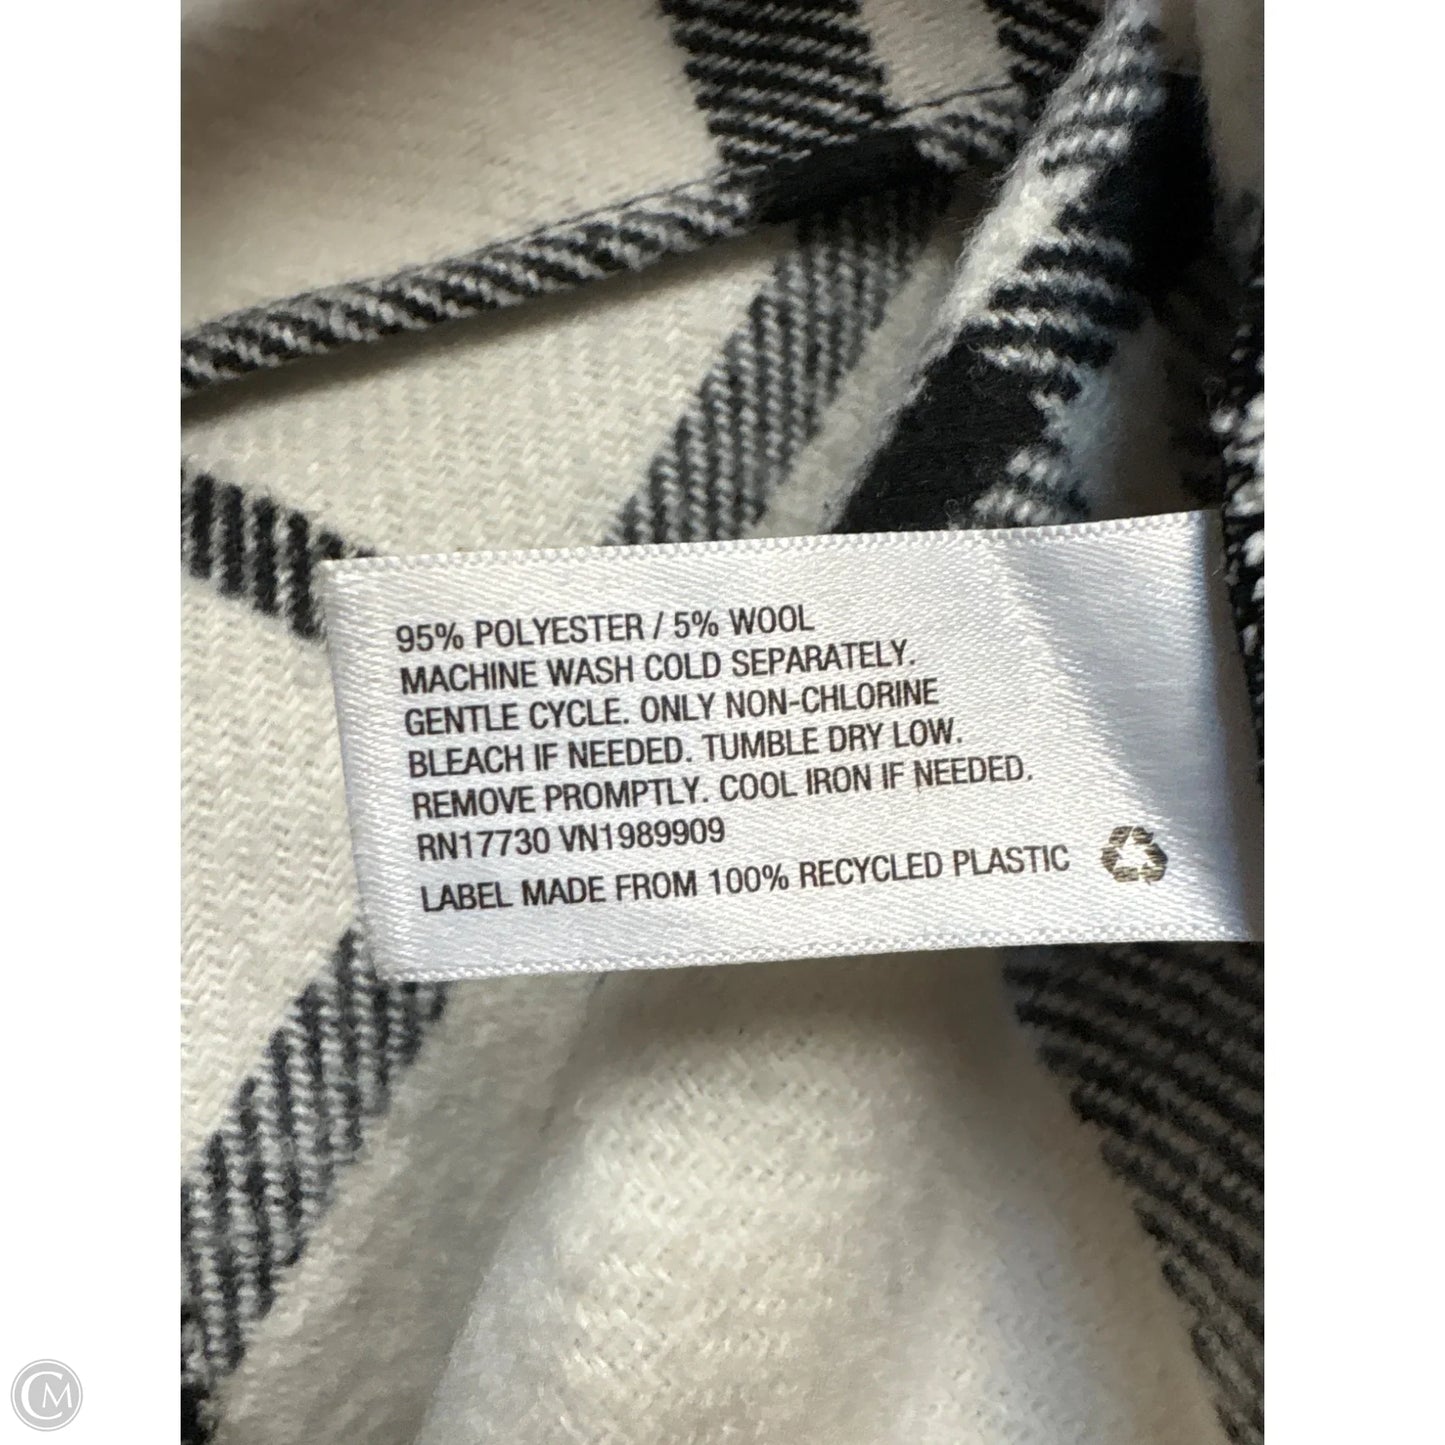 95% POLYESTER / 5% WOOL
MACHINE WASH COLD SEPARATELY.
GENTLE CYCLE. ONLY NON-CHLORINE
BLEACH IF NEEDED. TUMBLE DRY LOW.
REMOVE PROMPTLY. COOL IRON IF NEEDED.
RN17730 VN1989909
LABEL MADE FROM 100% RECYCLED PLASTIC
CM